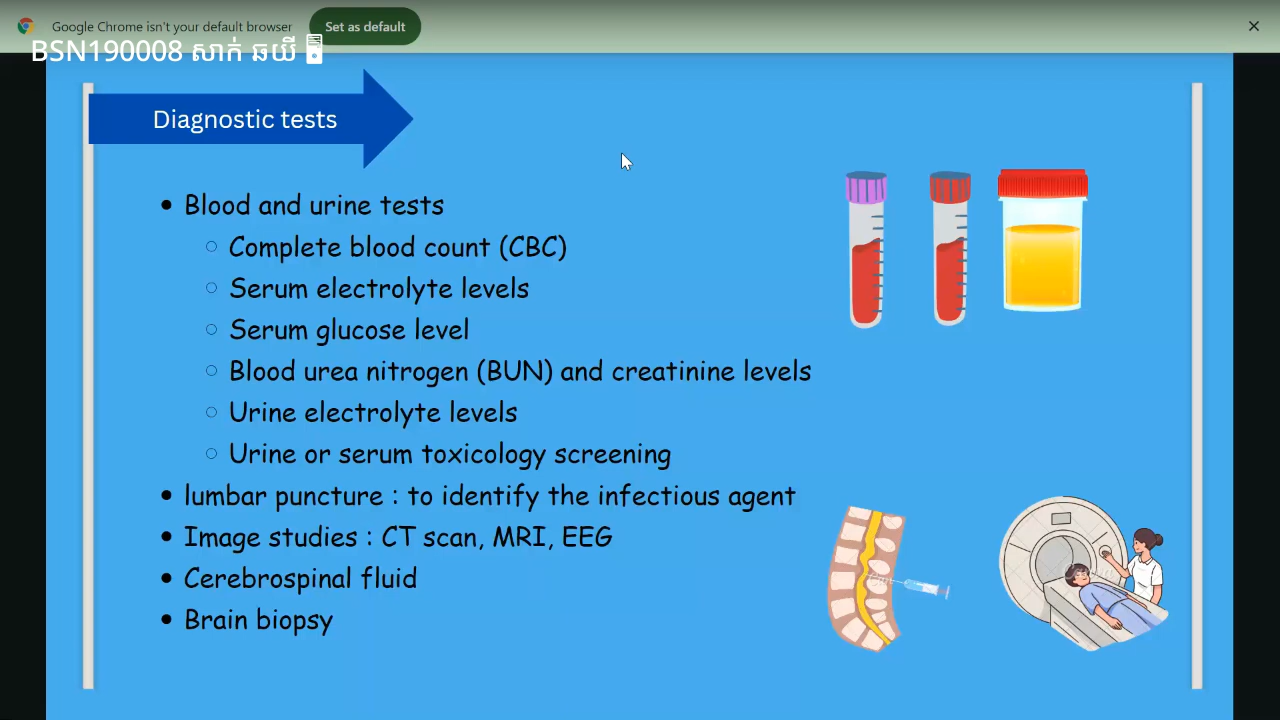 Google Chrome isn't your default browser
Set as default
BSN190008 សាក់ ឆយី
Diagnostic tests
Blood and urine tests
Complete blood count (CBC)
Serum electrolyte levels
Serum glucose level
Blood urea nitrogen (BUN) and creatinine levels
Urine electrolyte levels
Urine or serum toxicology screening
lumbar puncture : to identify the infectious agent
Image studies : CT scan, MRI, EEG
Cerebrospinal fluid
Brain biopsy